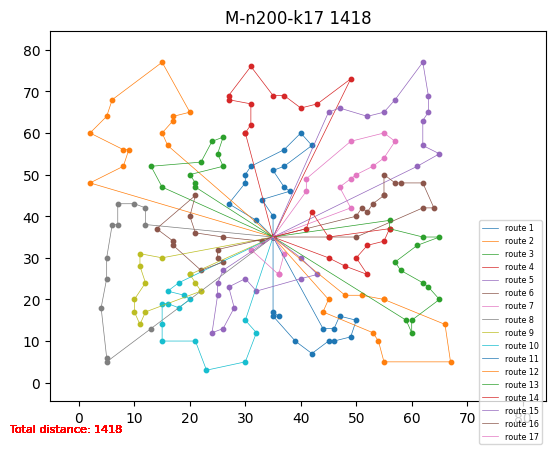 M-n200-k17 1418
80
70
60
50
40
30
20
10
0
0 10 20 30 40 50 60 70 80
route 1
route 2
route 3
route 4
route 5
route 6
route 7
route 8
route 9
route 10
route 11
route 12
route 13
route 14
route 15
route 16
route 17
Total distance: 1418